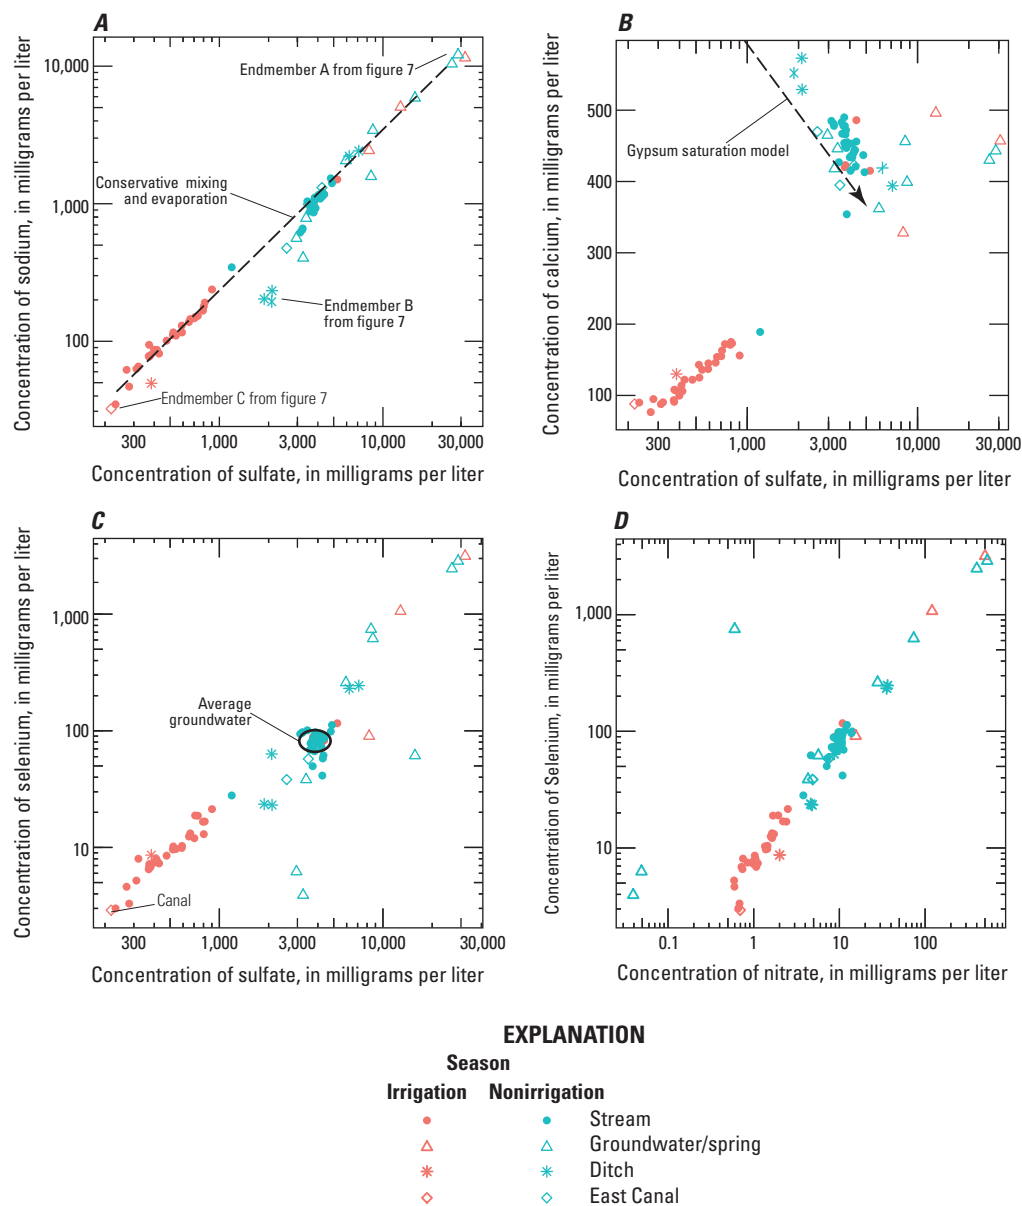 A
Concentration of sodium, in milligrams per liter
10,000
1,000
100
Endmember A from figure 7
Conservative mixing
and evaporation
Endmember B
from figure 7
Endmember C from figure 7
300
1,000
3,000
10,000
30,000
Concentration of sulfate, in milligrams per liter
B
Concentration of calcium, in milligrams per liter
500
400
300
200
100
Gypsum saturation model
300
1,000
3,000
10,000
30,000
Concentration of sulfate, in milligrams per liter
C
Concentration of selenium, in milligrams per liter
1,000
100
10
Average
groundwater
Canal
300
1,000
3,000
10,000
30,000
Concentration of sulfate, in milligrams per liter
D
Concentration of Selenium, in milligrams per liter
1,000
100
10
0.1
1
10
100
Concentration of nitrate, in milligrams per liter
EXPLANATION
Season
Irrigation Nonirrigation
Stream
Groundwater/spring
Ditch
East Canal